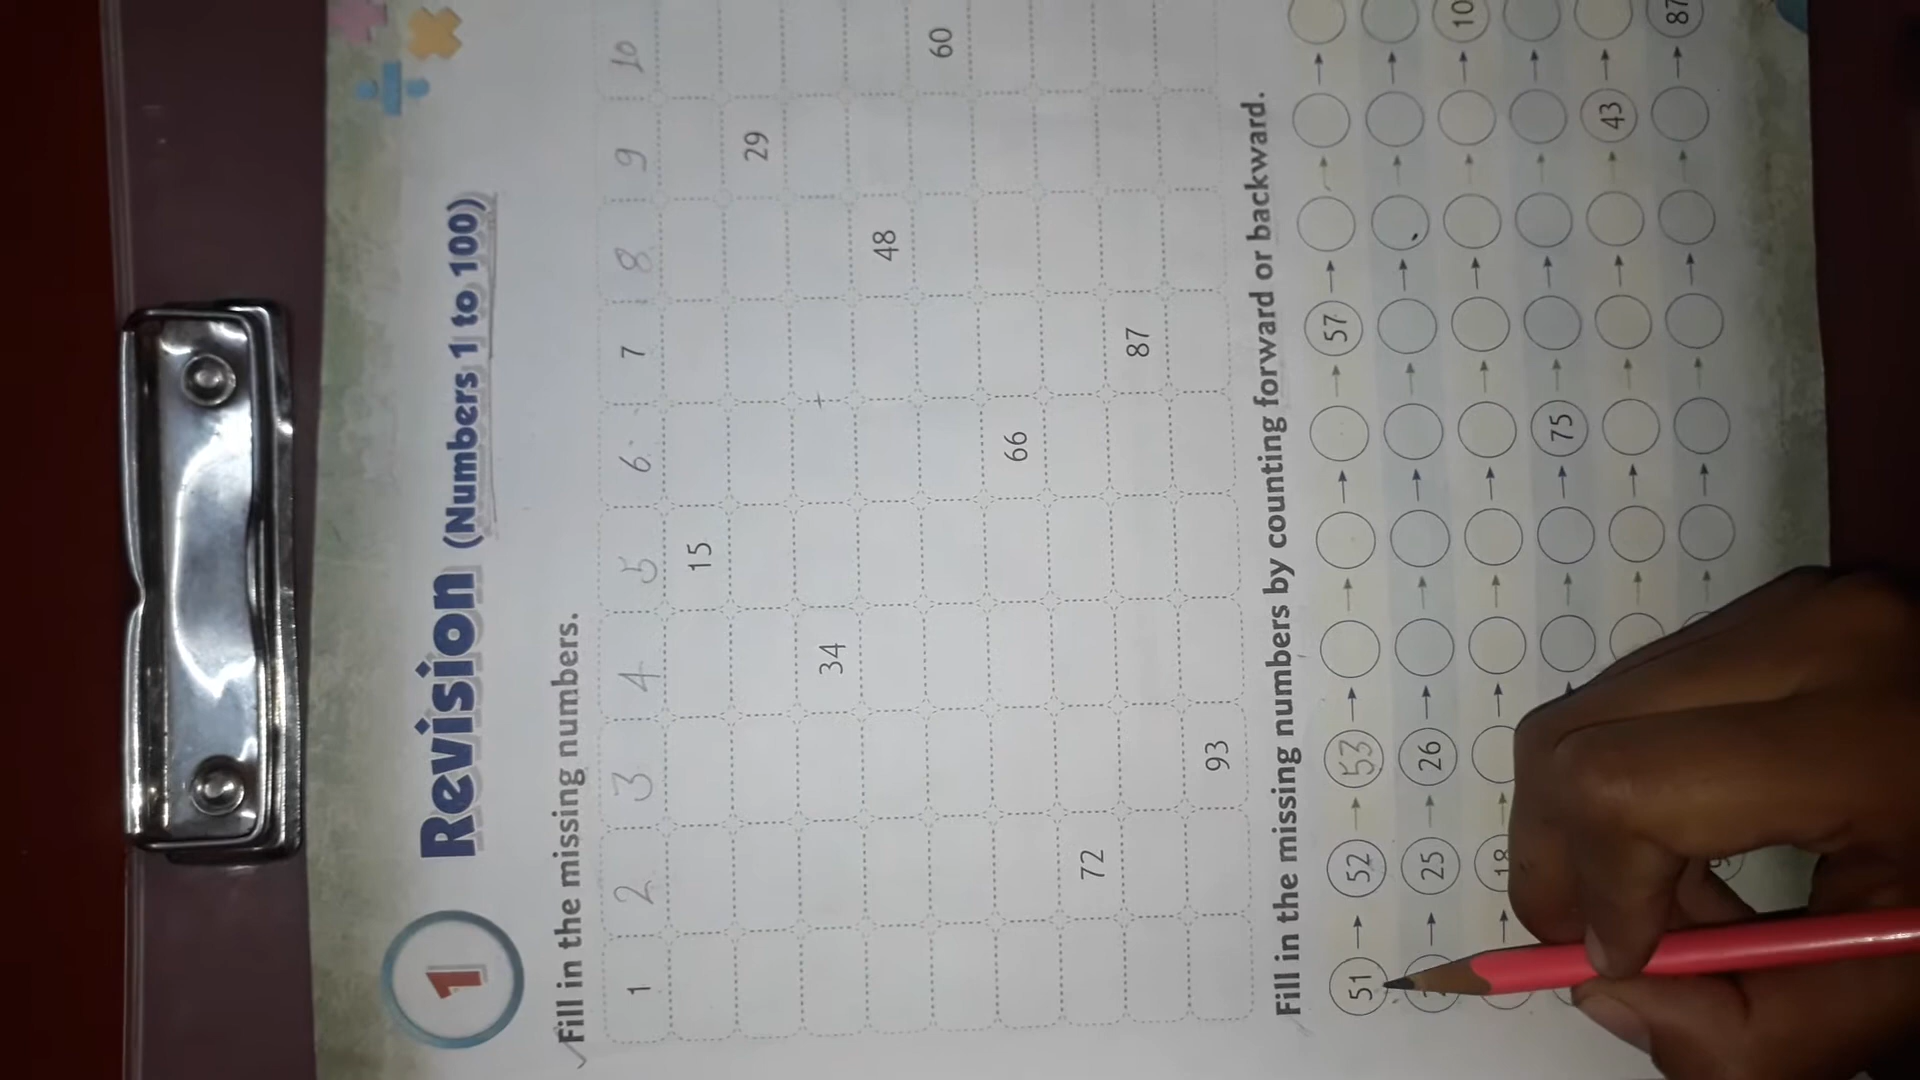 1 Revision (Numbers 1 to 100)
Fill in the missing numbers.
1 2 3 4 5 6 7 8 9 10
15
29
34
48
60
66
72
87
93
Fill in the missing numbers by counting forward or backward.
51 → 52 → 53 → → → → 57 → → →
→ 25 → 26 → → → → → → →
→ 18 → → → → → → → → 10
→ 75 → → → →
→ → → → → 43 →
→ → → → → → 87